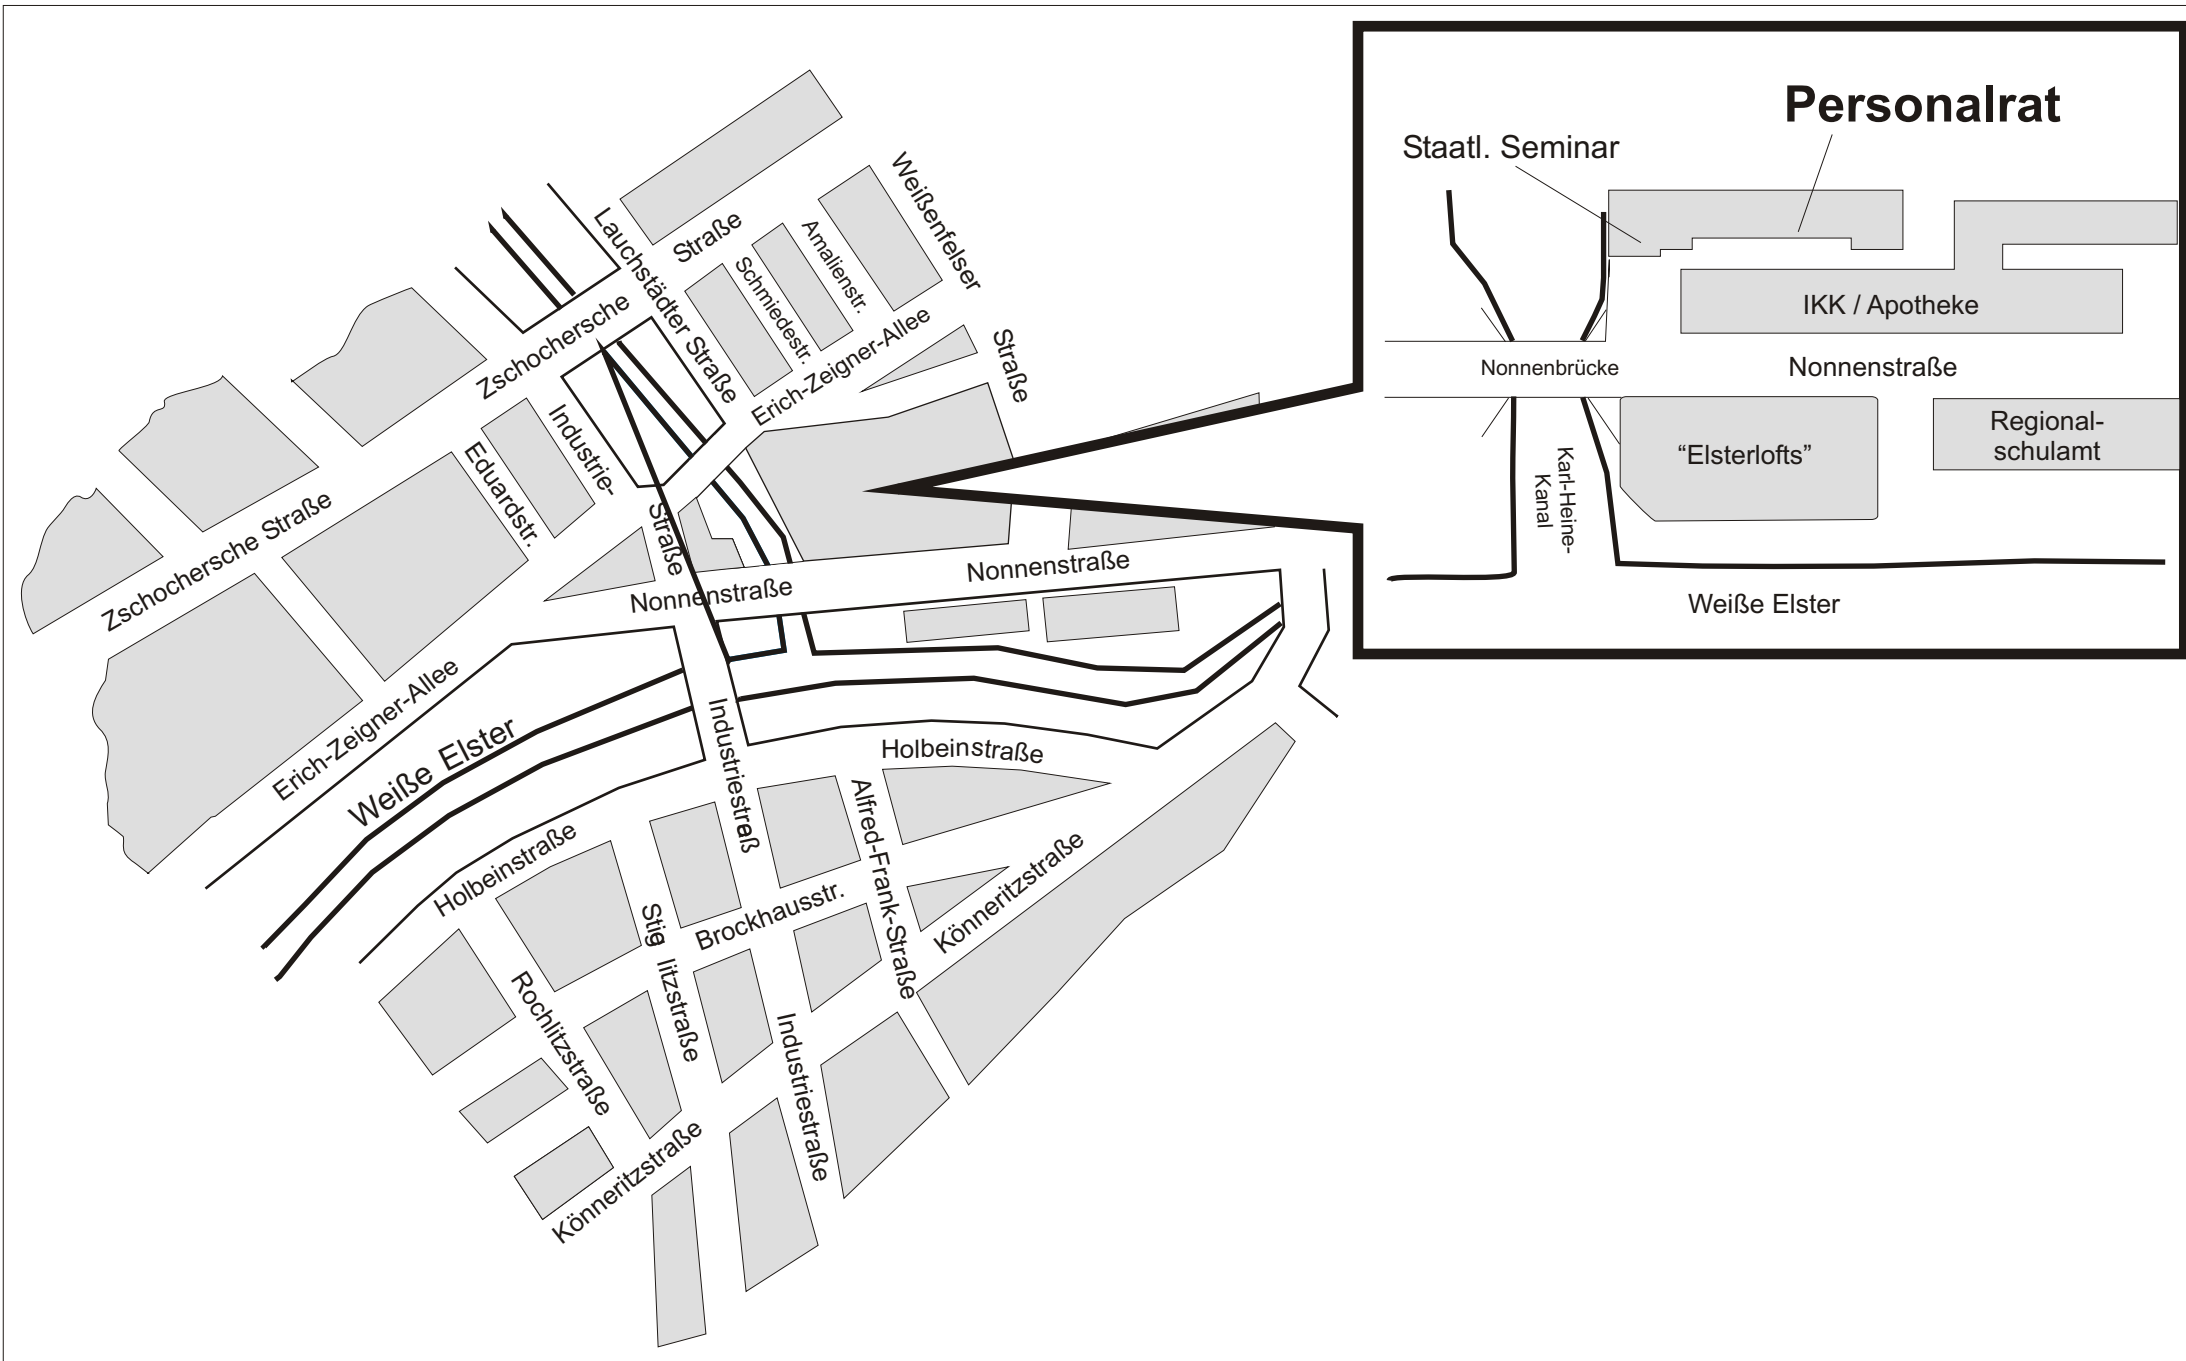 Personalrat
Staatl. Seminar
IKK / Apotheke
Nonnenbrücke
Nonnenstraße
Regional-
schulamt
“Elsterlofts”
Karl-Heine-
Kanal
Weiße Elster
Weißenfelser
Straße
Amalienstr.
Schmiedestr.
Lauchstädter Straße
Straße
Zschochersche
Erich-Zeigner-Allee
Industrie-
Straße
Eduardstr.
Zschochersche Straße
Nonnenstraße
Nonnenstraße
Erich-Zeigner-Allee
Weiße Elster
Industriestraß
Holbeinstraße
Holbeinstraße
Alfred-Frank-Straße
Könneritzstraße
Brockhausstr.
Stieg litzstraße
Rochlitzstraße
Industriestraße
Könneritzstraße